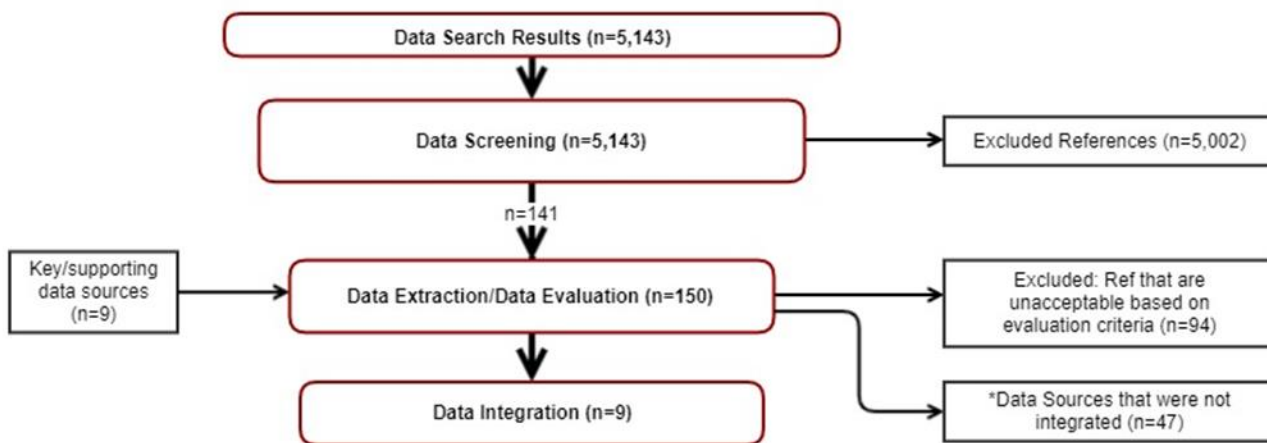 Data Search Results (n=5,143)
Data Screening (n=5,143)
Excluded References (n=5,002)
n=141
Key/supporting
data sources
(n=9)
Data Extraction/Data Evaluation (n=150)
Excluded: Ref that are
unacceptable based on
evaluation criteria (n=94)
Data Integration (n=9)
*Data Sources that were not
integrated (n=47)